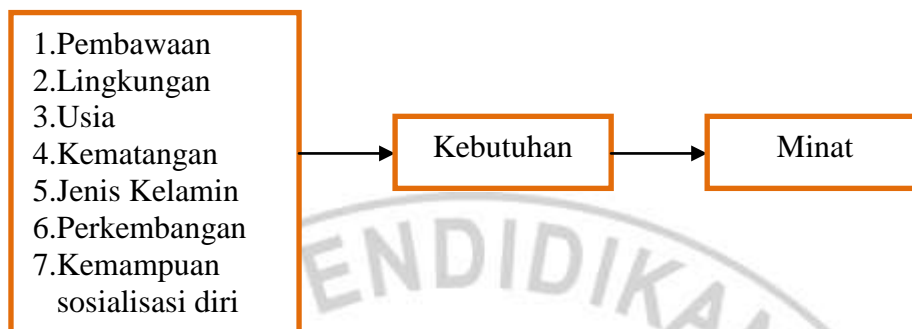 1.Pembawaan
2.Lingkungan
3.Usia
4.Kematangan
5.Jenis Kelamin
6.Perkembangan
7.Kemampuan
sosialisasi diri
Kebutuhan
Minat
ENDIDIKAN